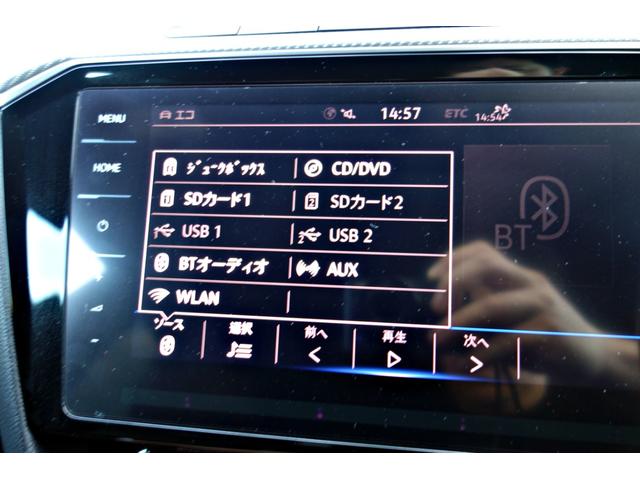 MENU エコ 14:57 ETC 14:54
HOME
ジュークボックス CD/DVD
SDカード1 SDカード2
USB 1 USB 2
BTオーディオ AUX
WLAN
BT
ソース 選択 前へ 再生 次へ